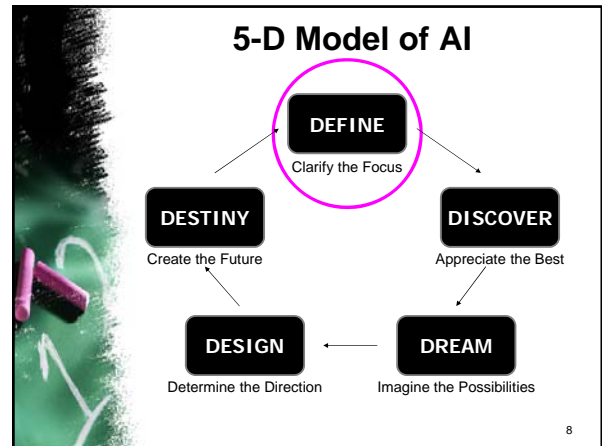 5-D Model of AI
DEFINE
Clarify the Focus
DESTINY
Create the Future
DISCOVER
Appreciate the Best
DESIGN
Determine the Direction
DREAM
Imagine the Possibilities
8